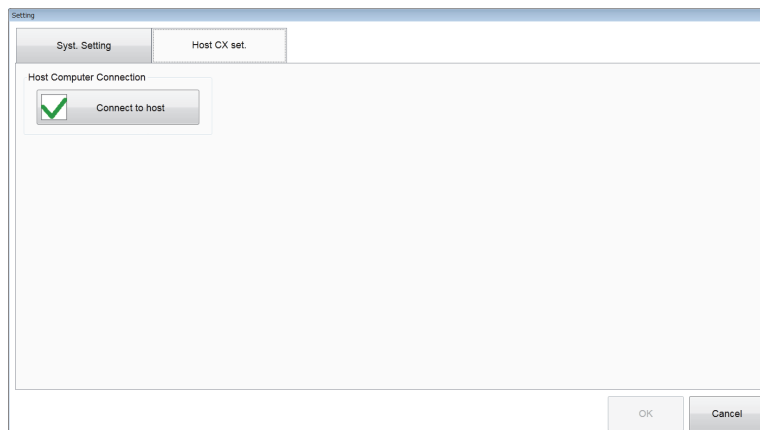 Setting
Syst. Setting
Host CX set.
Host Computer Connection
Connect to host
OK
Cancel